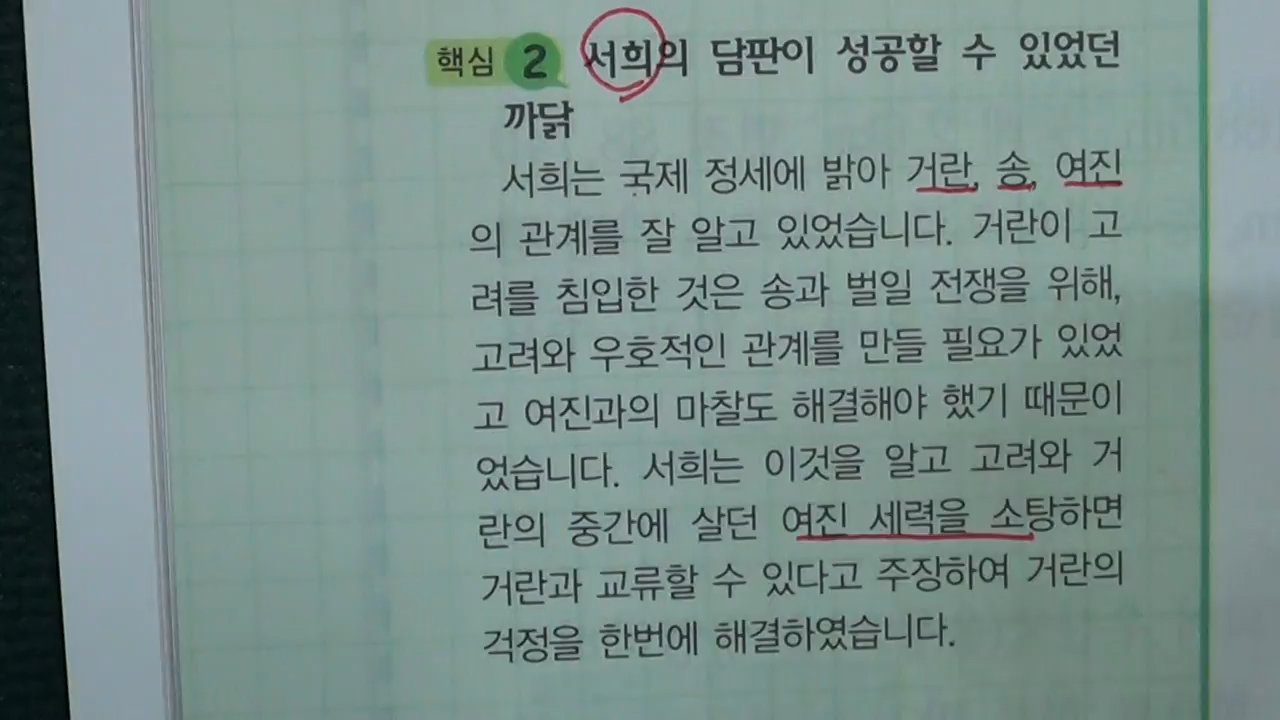 핵심 2 서희의 담판이 성공할 수 있었던
까닭
서희는 국제 정세에 밝아 거란, 송, 여진
의 관계를 잘 알고 있었습니다. 거란이 고
려를 침입한 것은 송과 벌일 전쟁을 위해,
고려와 우호적인 관계를 만들 필요가 있었
고 여진과의 마찰도 해결해야 했기 때문이
었습니다. 서희는 이것을 알고 고려와 거
란의 중간에 살던 여진 세력을 소탕하면
거란과 교류할 수 있다고 주장하여 거란의
걱정을 한번에 해결하였습니다.